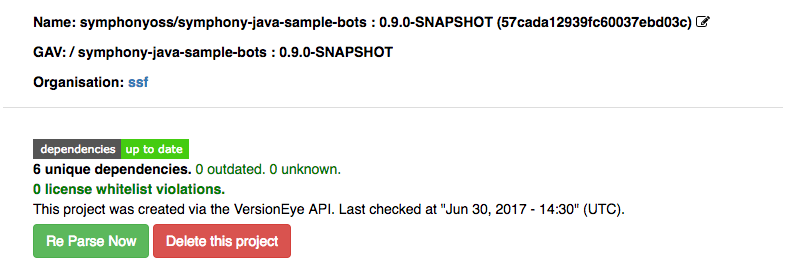 Name: symphonyoss/symphony-java-sample-bots : 0.9.0-SNAPSHOT (57cada12939fc60037ebd03c)
GAV: / symphony-java-sample-bots : 0.9.0-SNAPSHOT
Organisation: ssf
dependencies up to date
6 unique dependencies. 0 outdated. 0 unknown.
0 license whitelist violations.
This project was created via the VersionEye API. Last checked at "Jun 30, 2017 - 14:30" (UTC).
Re Parse Now Delete this project